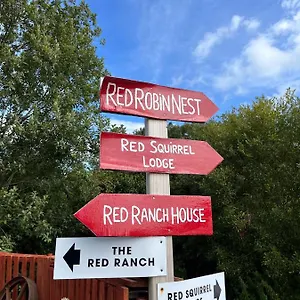 RED ROBIN NEST
RED SQUIRREL
LODGE
RED RANCH HOUSE
THE
RED RANCH
RED SQUIRREL